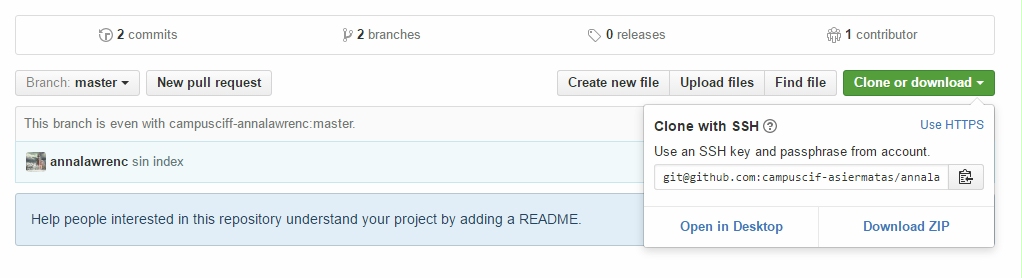 2 commits 2 branches 0 releases 1 contributor
Branch: master New pull request Create new file Upload files Find file Clone or download
This branch is even with campusciff-annalawrenc:master.
annalawrenc sin index
Help people interested in this repository understand your project by adding a README.
Clone with SSH ? Use HTTPS
Use an SSH key and passphrase from account.
git@github.com:campuscif-asiermatas/annala
Open in Desktop Download ZIP